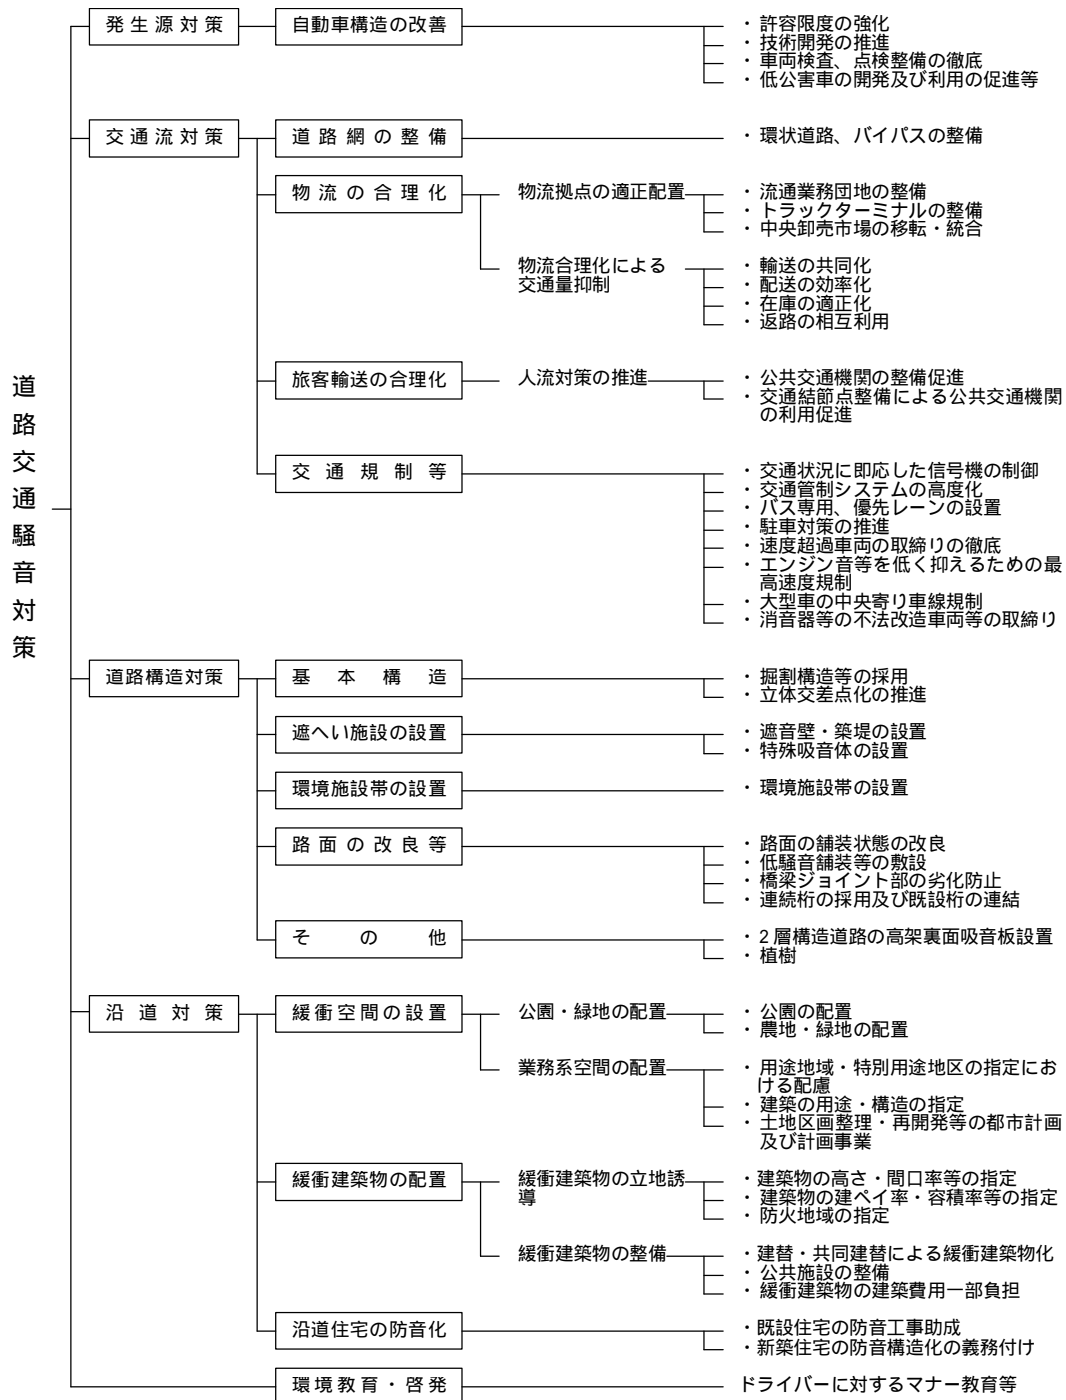 道路交通騒音対策
発生源対策
自動車構造の改善
・許容限度の強化
・技術開発の推進
・車両検査、点検整備の徹底
・低公害車の開発及び利用の促進等
交通流対策
道路網の整備
・環状道路、バイパスの整備
物流の合理化
物流拠点の適正配置
・流通業務団地の整備
・トラックターミナルの整備
・中央卸売市場の移転・統合
物流合理化による
交通量抑制
・輸送の共同化
・配送の効率化
・在庫の適正化
・返路の相互利用
旅客輸送の合理化
人流対策の推進
・公共交通機関の整備促進
・交通結節点整備による公共交通機関
の利用促進
交通規制等
・交通状況に即応した信号機の制御
・交通管制システムの高度化
・バス専用、優先レーンの設置
・駐車対策の推進
・速度超過車両の取締りの徹底
・エンジン音等を低く抑えるための最
高速度規制
・大型車の中央寄り車線規制
・消音器等の不法改造車両等の取締り
道路構造対策
基本構造
・掘割構造等の採用
・立体交差点化の推進
遮へい施設の設置
・遮音壁・築堤の設置
・特殊吸音体の設置
環境施設帯の設置
・環境施設帯の設置
路面の改良等
・路面の舗装状態の改良
・低騒音舗装等の敷設
・橋梁ジョイント部の劣化防止
・連続桁の採用及び既設桁の連結
その他
・2層構造道路の高架裏面吸音板設置
・植樹
沿道対策
緩衝空間の設置
公園・緑地の配置
・公園の配置
・農地・緑地の配置
業務系空間の配置
・用途地域・特別用途地区の指定にお
ける配慮
・建築の用途・構造の指定
・土地区画整理・再開発等の都市計画
及び計画事業
緩衝建築物の配置
緩衝建築物の立地誘
導
・建築物の高さ・間口率等の指定
・建築物の建ペイ率・容積率等の指定
・防火地域の指定
緩衝建築物の整備
・建替・共同建替による緩衝建築物化
・公共施設の整備
・緩衝建築物の建築費用一部負担
沿道住宅の防音化
・既設住宅の防音工事助成
・新築住宅の防音構造化の義務付け
環境教育・啓発
ドライバーに対するマナー教育等